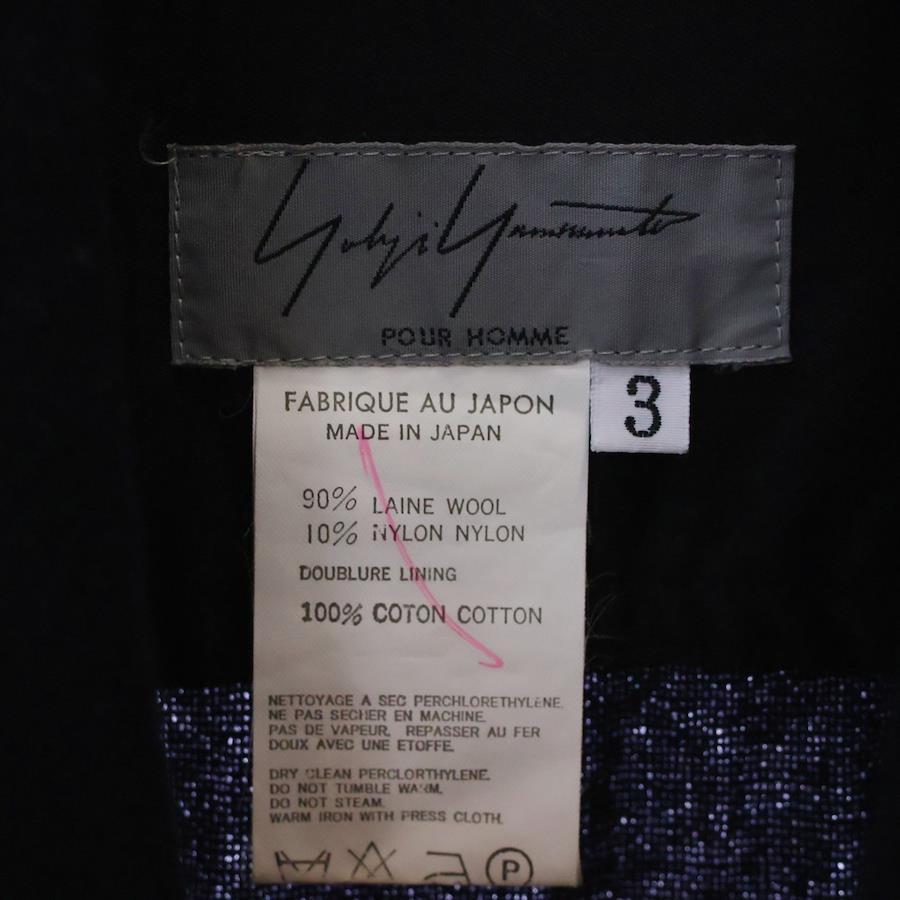 Yohji Yamamoto
POUR HOMME
3
FABRIQUE AU JAPON
MADE IN JAPAN
90% LAINE WOOL
10% NYLON NYLON
DOUBLURE LINING
100% COTON COTTON
NETTOYAGE A SEC PERCHLORETHYLENE.
NE PAS SECHER EN MACHINE.
PAS DE VAPEUR. REPASSER AU FER
DOUX AVEC UNE ETOFFE.
DRY CLEAN PERCLORTHYLENE.
DO NOT TUMBLE WARM.
DO NOT STEAM.
WARM IRON WITH PRESS CLOTH.
P